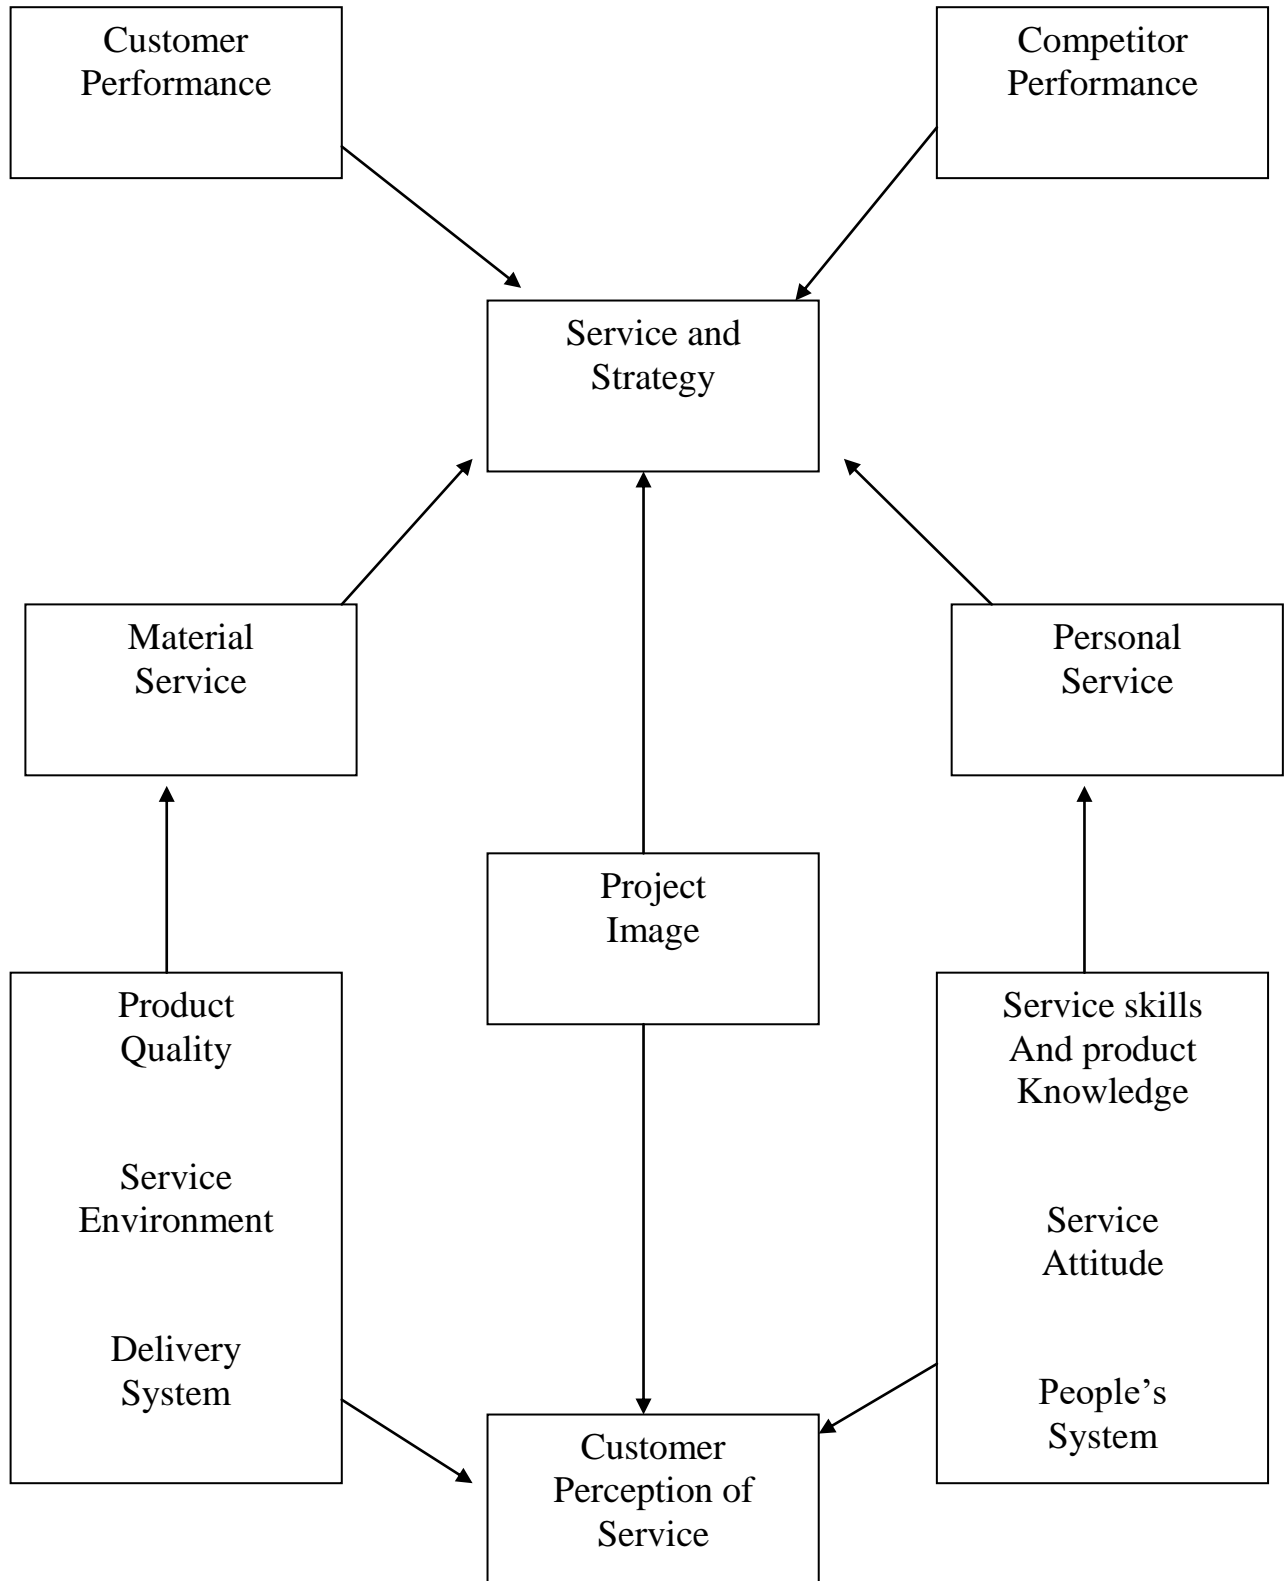 Customer
Performance
Competitor
Performance
Service and
Strategy
Material
Service
Personal
Service
Project
Image
Product
Quality
Service
Environment
Delivery
System
Service skills
And product
Knowledge
Service
Attitude
People’s
System
Customer
Perception of
Service